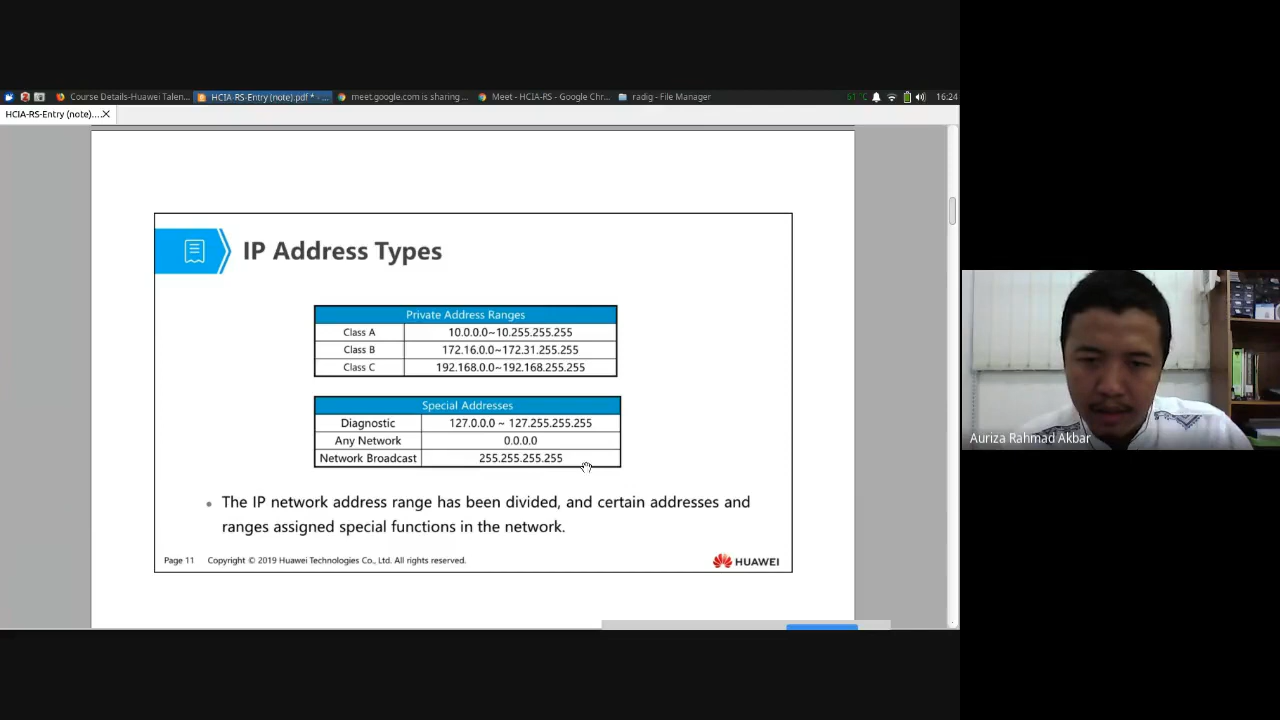 Course Details-Huawei Talen...
HCIA-RS-Entry (note).pdf * - ...
meet.google.com is sharing ...
Meet - HCIA-RS - Google Chr...
radig - File Manager
51°C
16:24
HCIA-RS-Entry (note)....
IP Address Types
Private Address Ranges
Class A 10.0.0.0~10.255.255.255
Class B 172.16.0.0~172.31.255.255
Class C 192.168.0.0~192.168.255.255
Special Addresses
Diagnostic 127.0.0.0 ~ 127.255.255.255
Any Network 0.0.0.0
Network Broadcast 255.255.255.255
• The IP network address range has been divided, and certain addresses and
ranges assigned special functions in the network.
Page 11 Copyright © 2019 Huawei Technologies Co., Ltd. All rights reserved.
HUAWEI
Auriza Rahmad Akbar